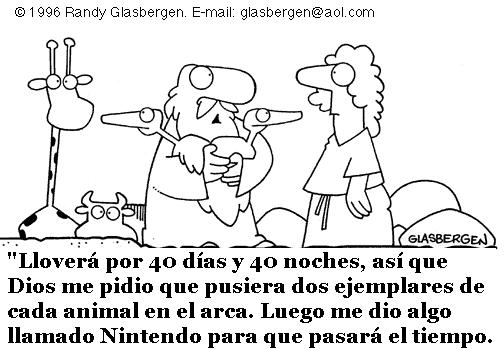 © 1996 Randy Glasbergen. E-mail: glasbergen@aol.com
GLASBERGEN
"Lloverá por 40 días y 40 noches, así que
Dios me pidio que pusiera dos ejemplares de
cada animal en el arca. Luego me dio algo
llamado Nintendo para que pasará el tiempo.